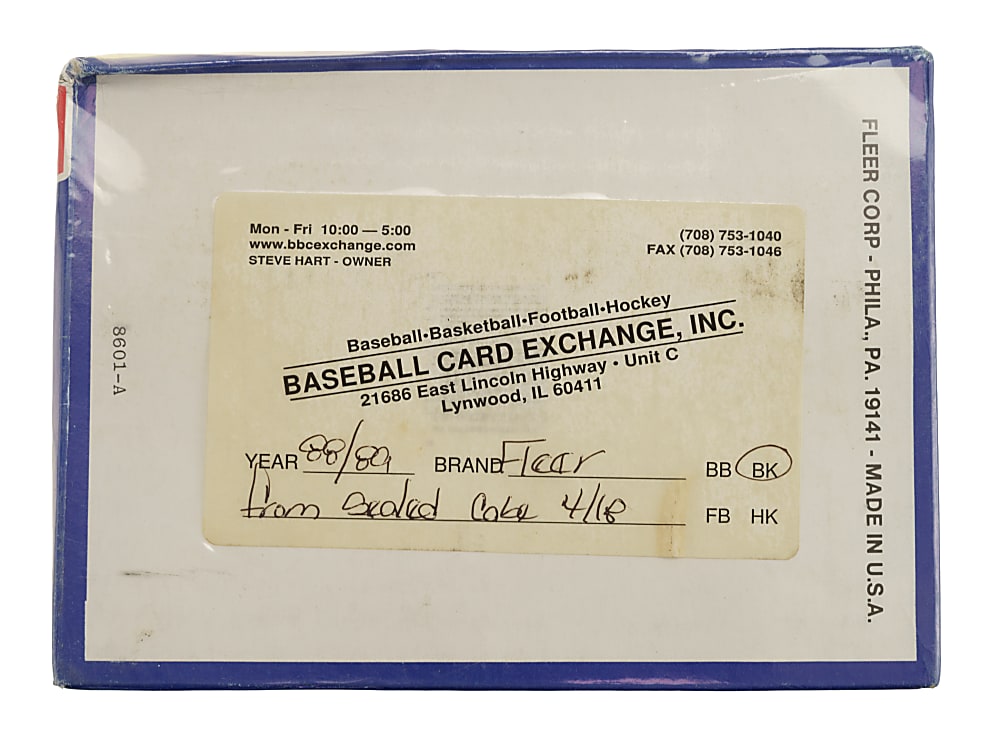 Mon - Fri 10:00 — 5:00
www.bbcexchange.com
STEVE HART - OWNER
(708) 753-1040
FAX (708) 753-1046
Baseball•Basketball•Football•Hockey
BASEBALL CARD EXCHANGE, INC.
21686 East Lincoln Highway • Unit C
Lynwood, IL 60411
YEAR 88/89 BRAND Fleer BB BK
from Sealed Case 4/18 FB HK
8601-A
FLEER CORP - PHILA., PA. 19141 - MADE IN U.S.A.